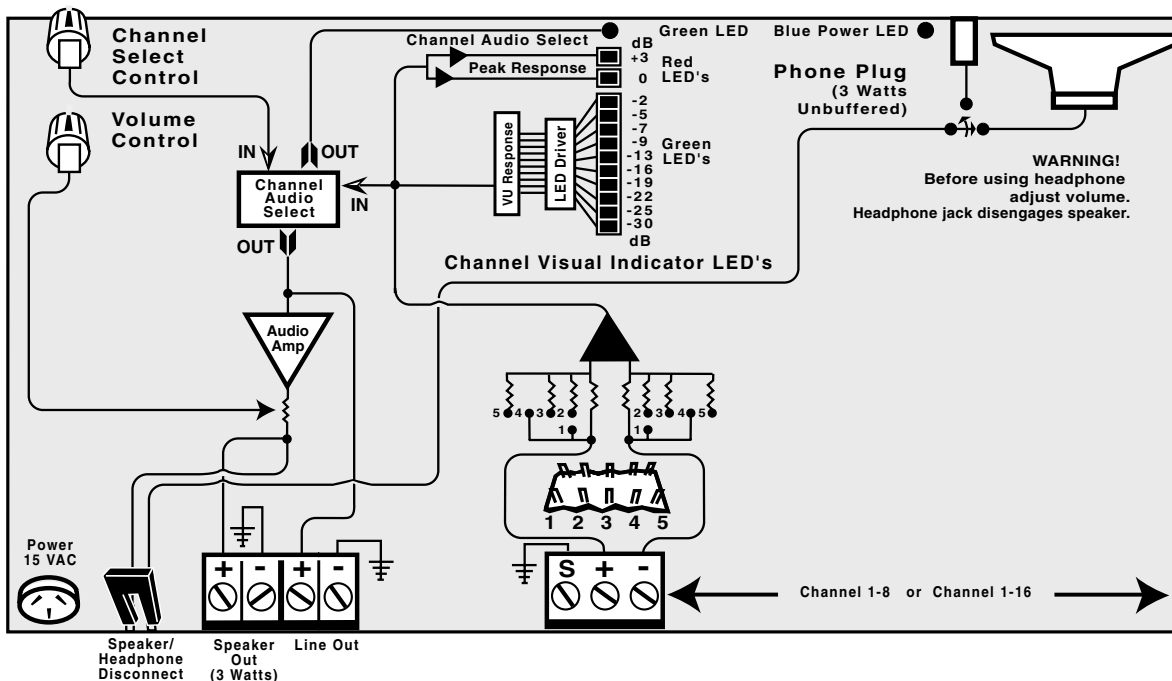 Channel
Select
Control
Volume
Control
IN
OUT
Channel
Audio
Select
IN
OUT
Audio
Amp
Channel Audio Select
Peak Response
VU Response
LED Driver
Green LED
dB
+3
0
Red
LED's
-2
-5
-7
-9
-13
-16
-19
-22
-25
-30
dB
Green
LED's
Channel Visual Indicator LED's
Blue Power LED
Phone Plug
(3 Watts
Unbuffered)
WARNING!
Before using headphone
adjust volume.
Headphone jack disengages speaker.
5 4 3 2
1
2 3 4 5
1
1 2 3 4 5
S + -
Channel 1-8 or Channel 1-16
Power
15 VAC
+ - + -
Speaker/
Headphone
Disconnect
Speaker
Out
(3 Watts)
Line Out